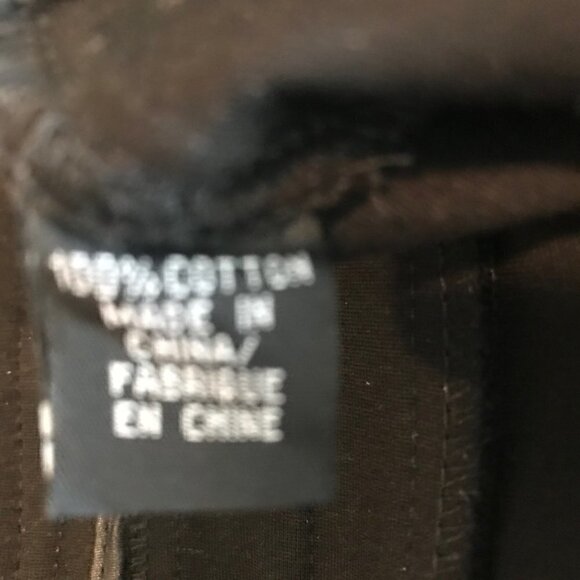 100% COTTON
MADE IN
CHINA/
FABRIQUE
EN CHINE